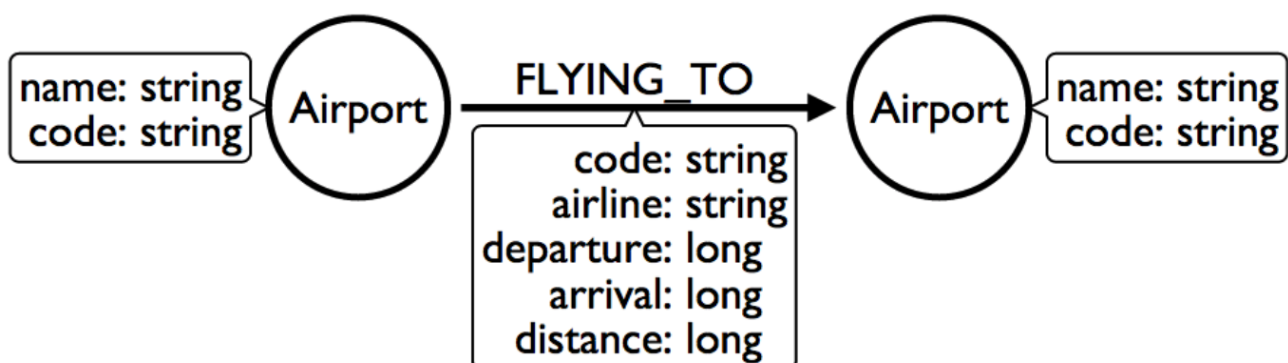 name: string
code: string
Airport
FLYING_TO
code: string
airline: string
departure: long
arrival: long
distance: long
Airport
name: string
code: string